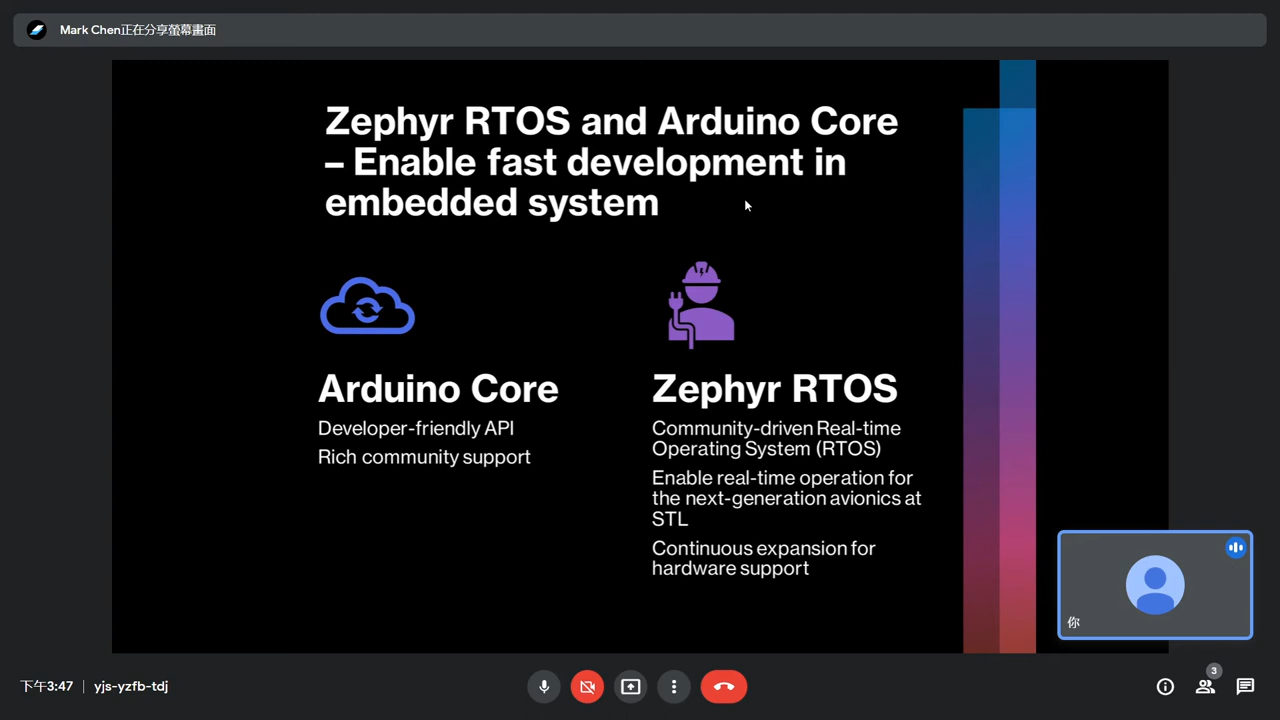 Mark Chen正在分享螢幕畫面
Zephyr RTOS and Arduino Core
– Enable fast development in
embedded system
Arduino Core
Developer-friendly API
Rich community support
Zephyr RTOS
Community-driven Real-time
Operating System (RTOS)
Enable real-time operation for
the next-generation avionics at
STL
Continuous expansion for
hardware support
你
下午3:47
yjs-yzfb-tdj
3